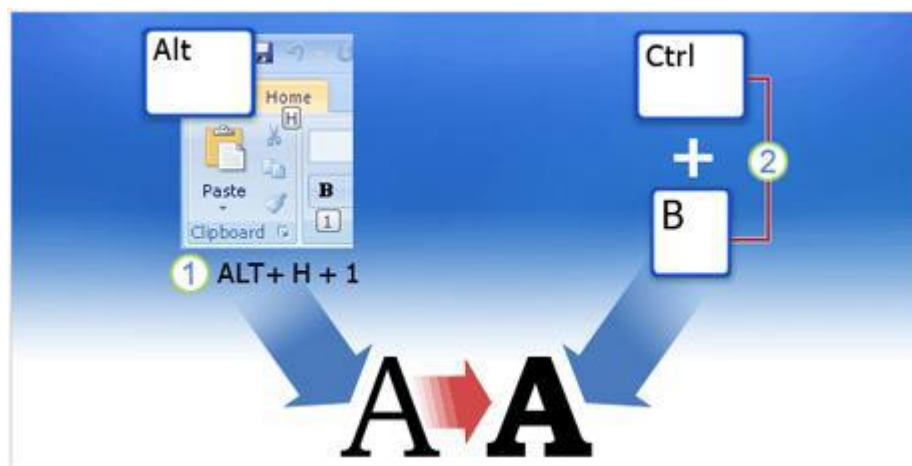 Alt
Home
H
Paste
B
1
Clipboard
1 ALT+ H + 1
Ctrl
+
2
B
A A